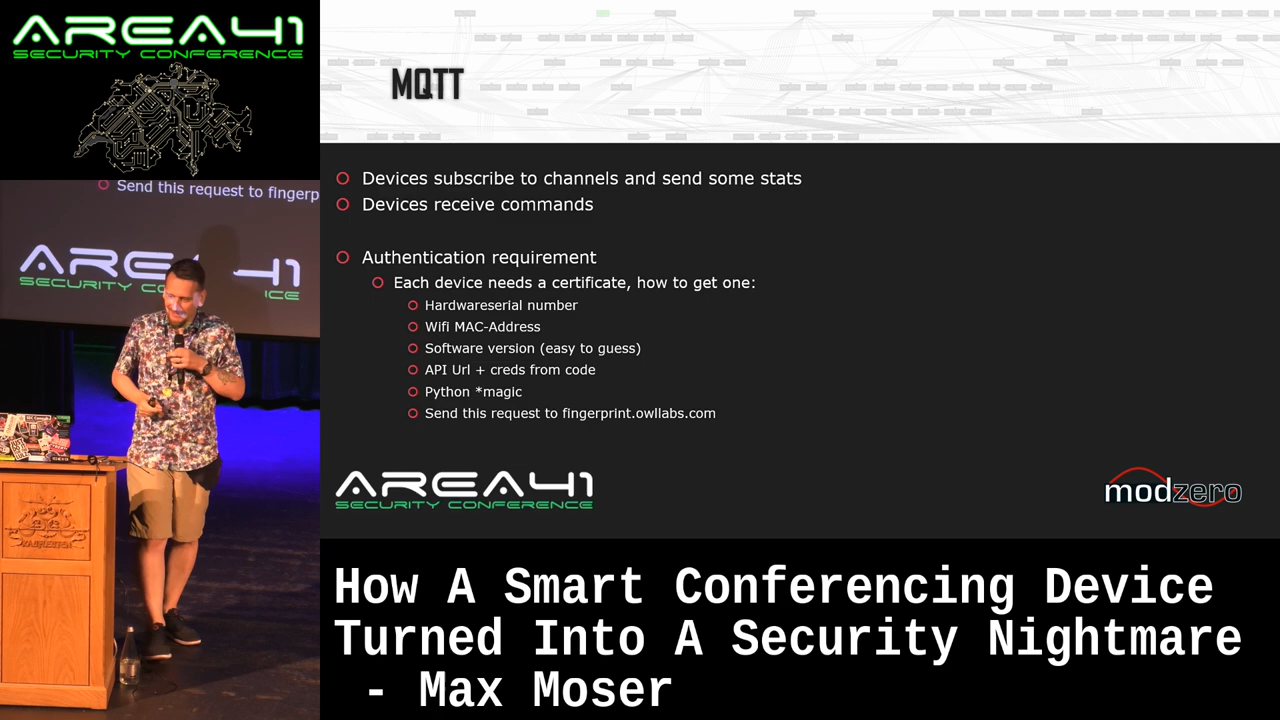 AREA41
SECURITY CONFERENCE
Send this request to fingerp
AREA41
SECURITY CO
ICE
MQTT
Devices subscribe to channels and send some stats
Devices receive commands
Authentication requirement
Each device needs a certificate, how to get one:
Hardwareserial number
Wifi MAC-Address
Software version (easy to guess)
API Url + creds from code
Python *magic
Send this request to fingerprint.owllabs.com
AREA41
SECURITY CONFERENCE
modzero
How A Smart Conferencing Device
Turned Into A Security Nightmare
- Max Moser